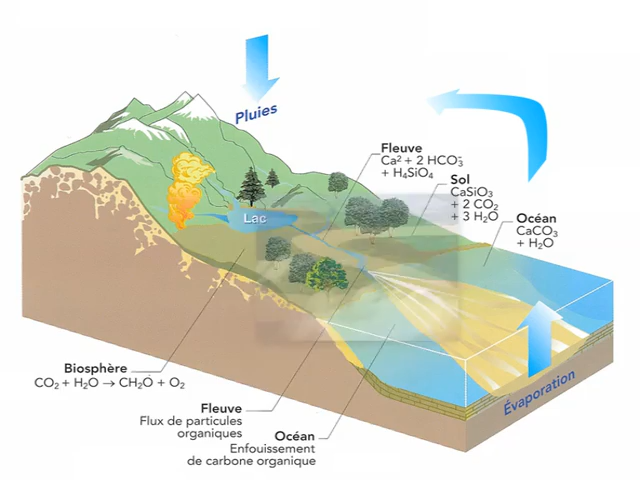 Pluies
Fleuve
Ca² + 2 HCO₃⁻
+ H₄SiO₄
Sol
CaSiO₃
+ 2 CO₂
+ 3 H₂O
Océan
CaCO₃
+ H₂O
Lac
Biosphère
CO₂ + H₂O → CH₂O + O₂
Fleuve
Flux de particules
organiques
Océan
Enfouissement
de carbone organique
Évaporation